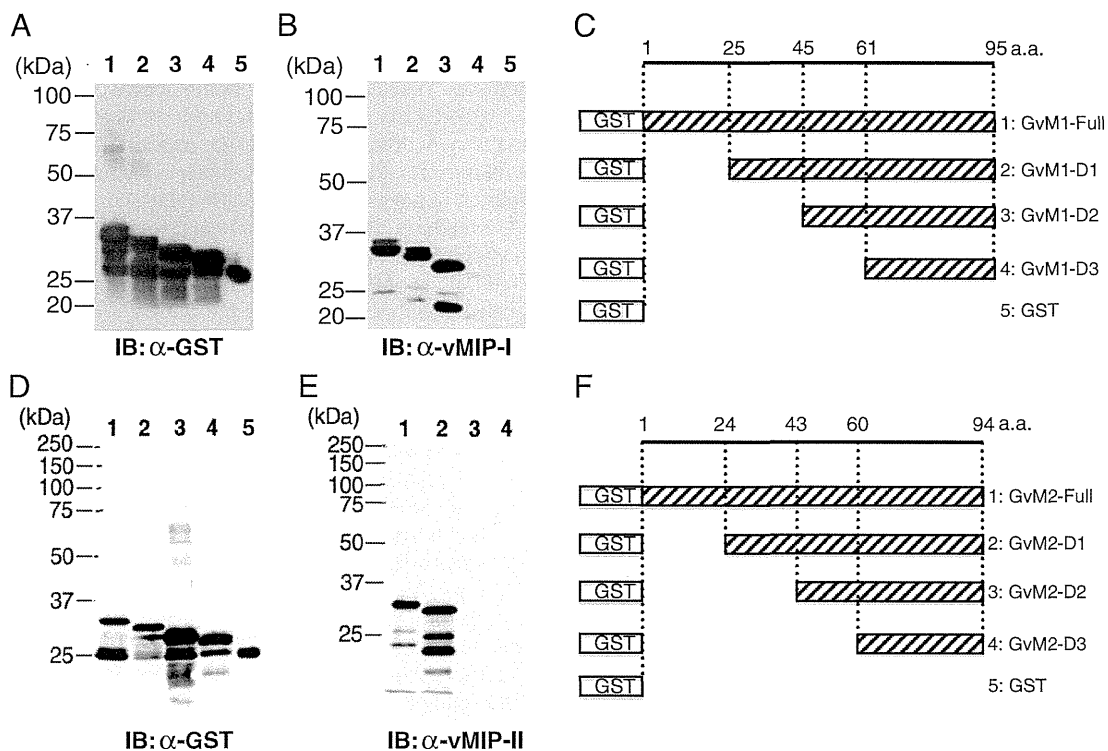 A
(kDa)
1 2 3 4 5
100
75
50
37
25
20
IB: α-GST
B
(kDa)
1 2 3 4 5
100
75
50
37
25
20
IB: α-vMIP-I
C
1 25 45 61 95 a.a.
GST 1: GvM1-Full
GST 2: GvM1-D1
GST 3: GvM1-D2
GST 4: GvM1-D3
GST 5: GST
D
(kDa)
1 2 3 4 5
250
150
100
75
50
37
25
IB: α-GST
E
(kDa)
1 2 3 4
250
150
100
75
50
37
25
IB: α-vMIP-II
F
1 24 43 60 94 a.a.
GST 1: GvM2-Full
GST 2: GvM2-D1
GST 3: GvM2-D2
GST 4: GvM2-D3
GST 5: GST